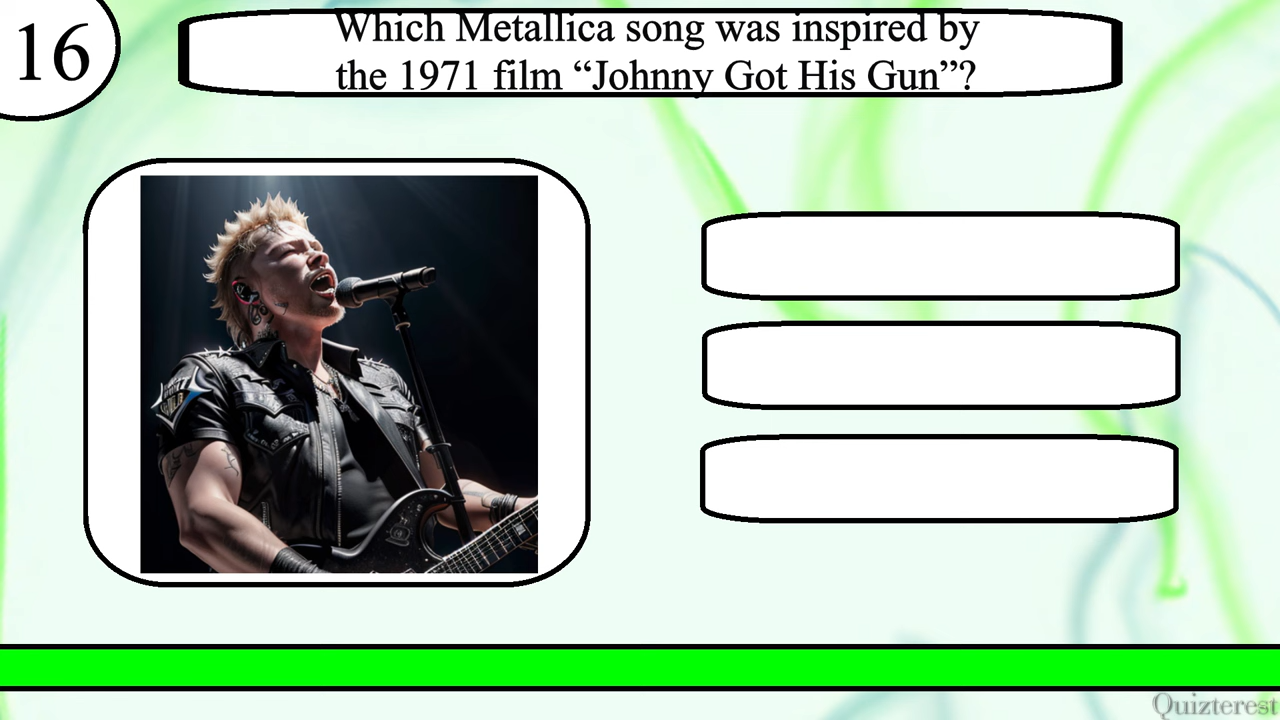 16
Which Metallica song was inspired by
the 1971 film “Johnny Got His Gun”?
Quizterest